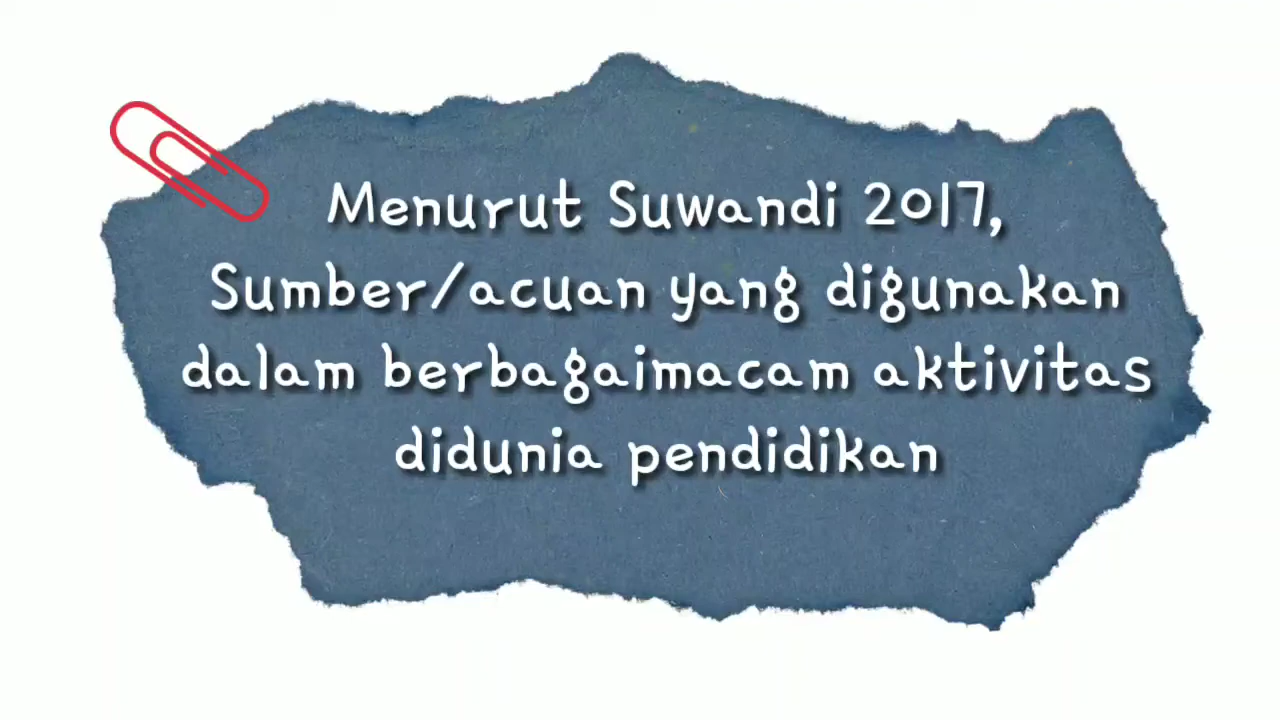 Menurut Suwandi 2017,
Sumber/acuan yang digunakan
dalam berbagaimacam aktivitas
didunia pendidikan